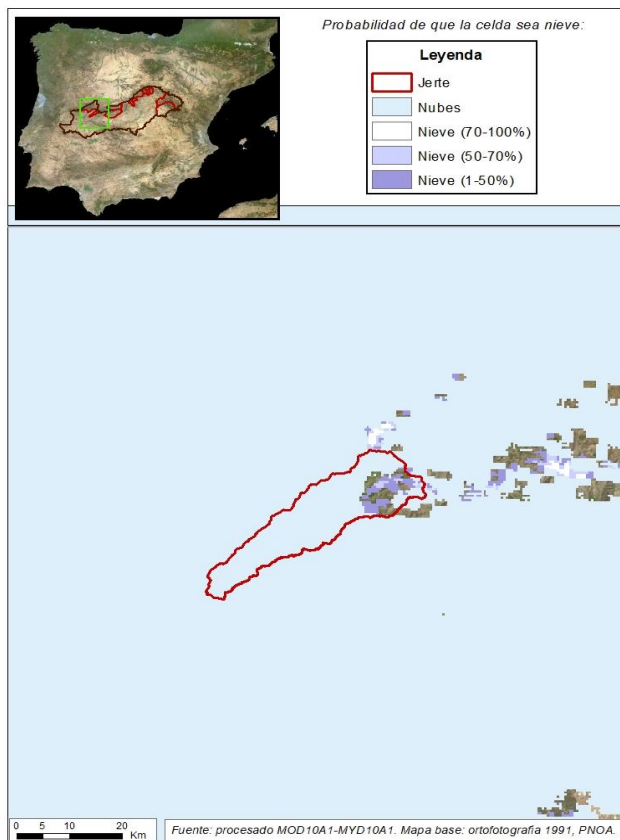 Probabilidad de que la celda sea nieve:
Leyenda
Jerte
Nubes
Nieve (70-100%)
Nieve (50-70%)
Nieve (1-50%)
0 5 10 20
Km
Fuente: procesado MOD10A1-MYD10A1. Mapa base: ortofotografía 1991, PNOA.